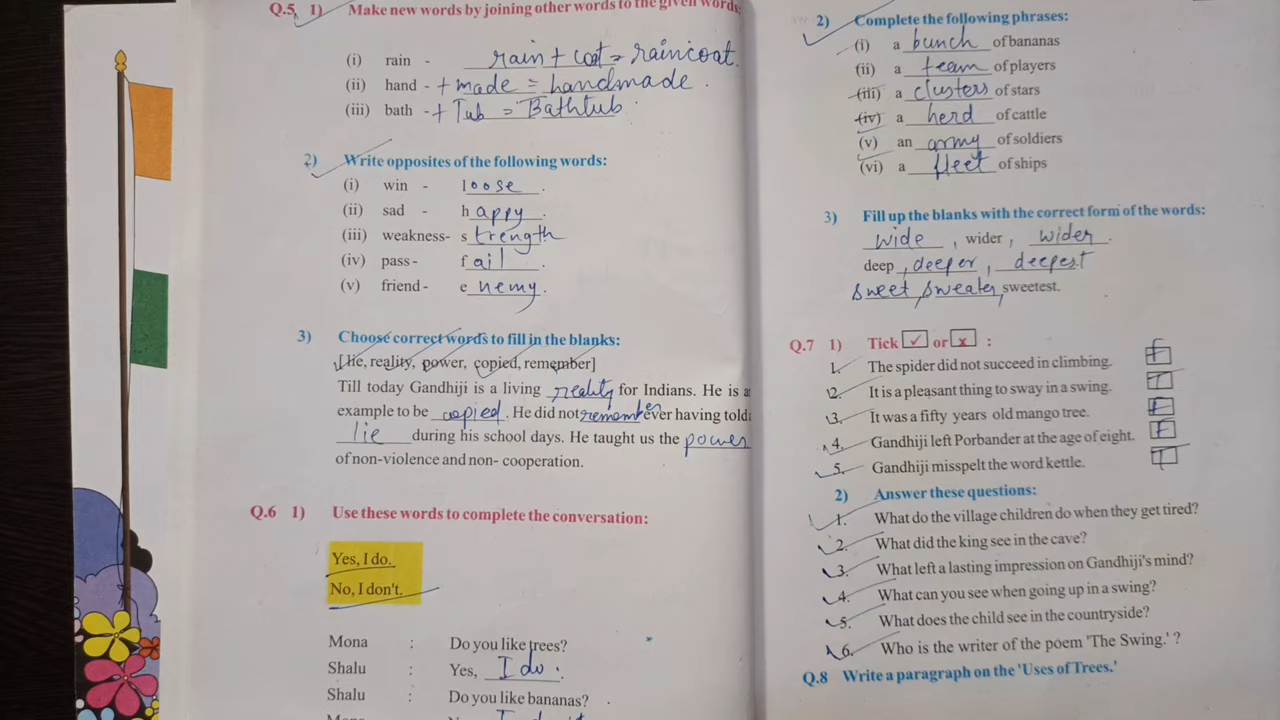 Q.5 1) Make new words by joining other words to the given words:
(i) rain - rain + coat = raincoat.
(ii) hand - + made = handmade.
(iii) bath - + Tub = Bathtub.
2) Write opposites of the following words:
(i) win - loose.
(ii) sad - happy.
(iii) weakness- strength
(iv) pass- fail.
(v) friend- enemy.
3) Choose correct words to fill in the blanks:
[lie, reality, power, copied, remember]
Till today Gandhiji is a living reality for Indians. He is
example to be copied. He did not remember ever having told
lie during his school days. He taught us the power
of non-violence and non- cooperation.
Q.6 1) Use these words to complete the conversation:
Yes, I do.
No, I don't.
Mona : Do you like trees?
Shalu : Yes, I do.
Shalu : Do you like bananas?
2) Complete the following phrases:
(i) a bunch of bananas
(ii) a team of players
(iii) a clusters of stars
(iv) a herd of cattle
(v) an army of soldiers
(vi) a fleet of ships
3) Fill up the blanks with the correct form of the words:
wide, wider, wider.
deep, deeper, deepest
sweet, sweater, sweetest.
Q.7 1) Tick ✓ or x :
1. The spider did not succeed in climbing. F
2. It is a pleasant thing to sway in a swing. T
3. It was a fifty years old mango tree. F
4. Gandhiji left Porbander at the age of eight. F
5. Gandhiji misspelt the word kettle. T
2) Answer these questions:
1. What do the village children do when they get tired?
2. What did the king see in the cave?
3. What left a lasting impression on Gandhiji's mind?
4. What can you see when going up in a swing?
5. What does the child see in the countryside?
6. Who is the writer of the poem 'The Swing.' ?
Q.8 Write a paragraph on the 'Uses of Trees.'